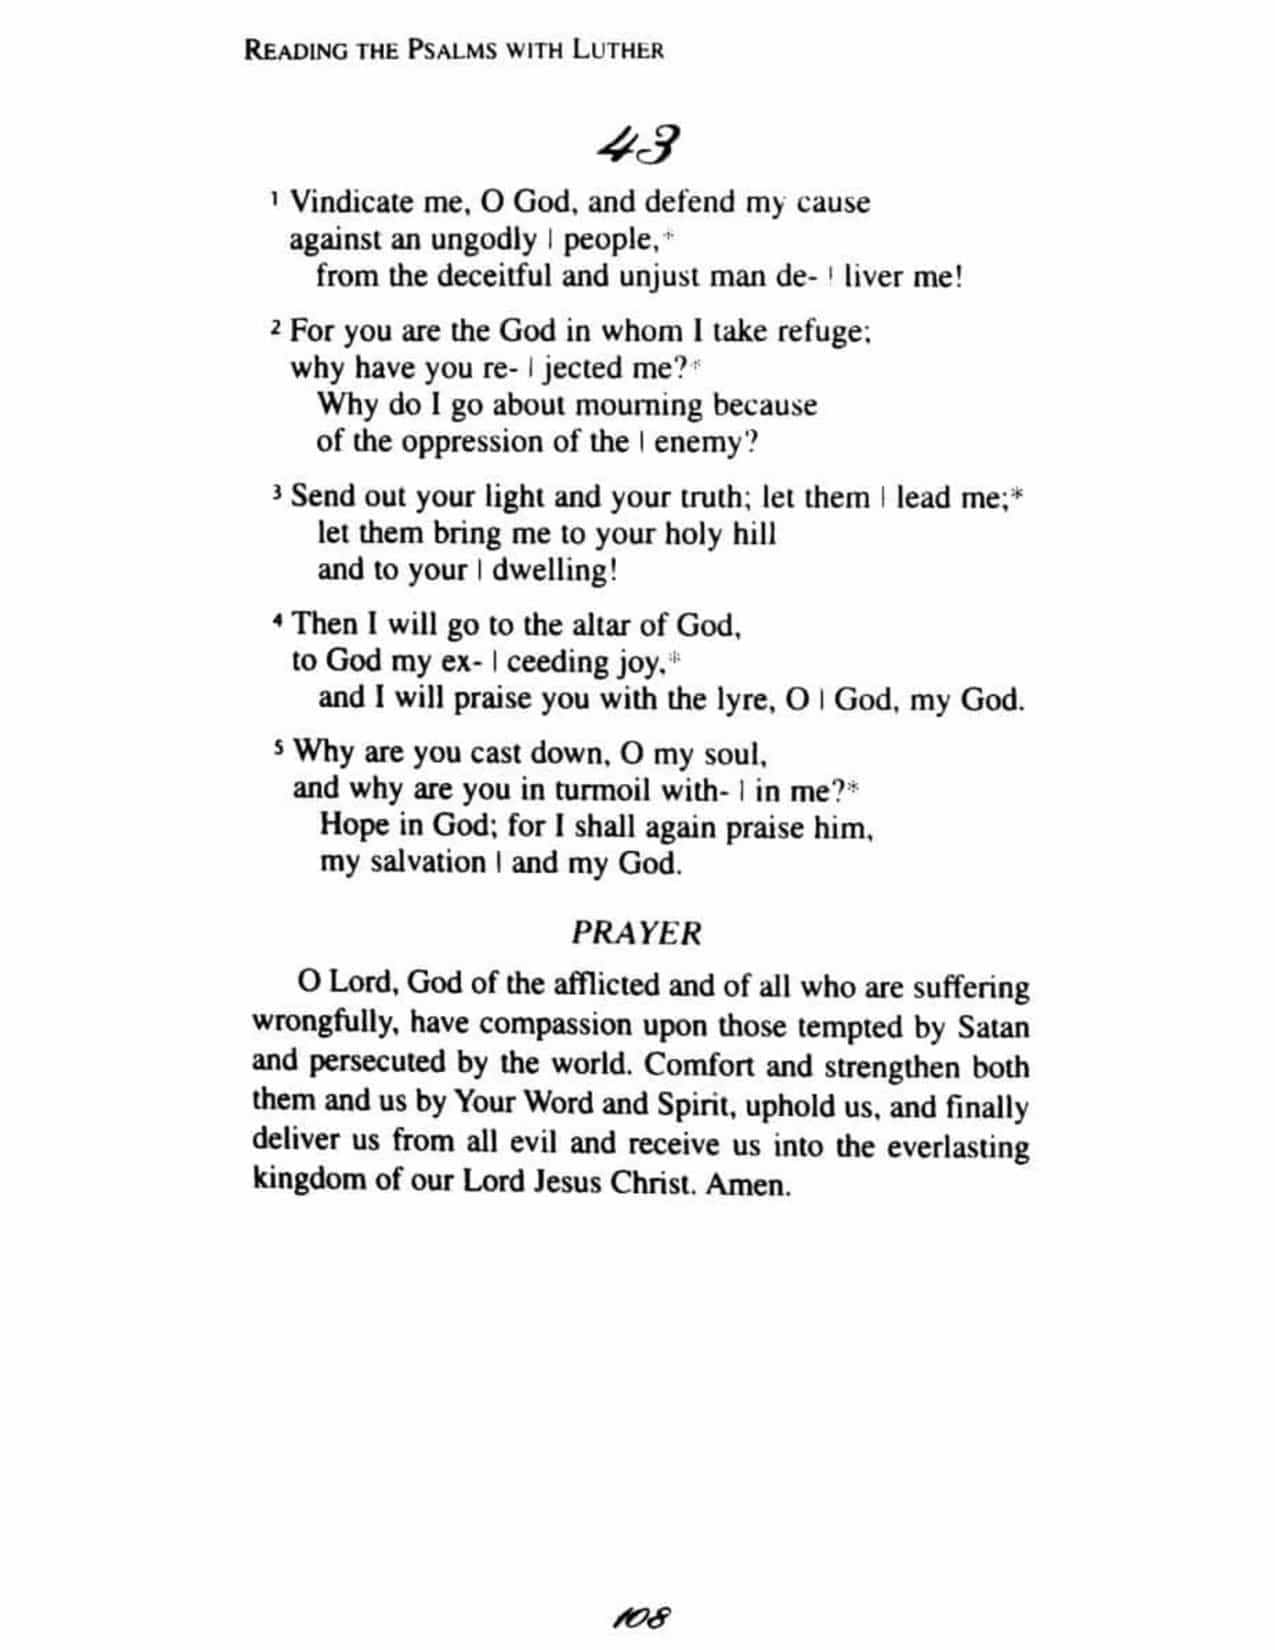 READING THE PSALMS WITH LUTHER
43
1 Vindicate me, O God, and defend my cause
against an ungodly | people,*
from the deceitful and unjust man de- | liver me!
2 For you are the God in whom I take refuge;
why have you re- | jected me?*
Why do I go about mourning because
of the oppression of the | enemy?
3 Send out your light and your truth; let them | lead me;*
let them bring me to your holy hill
and to your | dwelling!
4 Then I will go to the altar of God,
to God my ex- | ceeding joy,*
and I will praise you with the lyre, O | God, my God.
5 Why are you cast down, O my soul,
and why are you in turmoil with- | in me?*
Hope in God; for I shall again praise him,
my salvation | and my God.
PRAYER
O Lord, God of the afflicted and of all who are suffering
wrongfully, have compassion upon those tempted by Satan
and persecuted by the world. Comfort and strengthen both
them and us by Your Word and Spirit, uphold us, and finally
deliver us from all evil and receive us into the everlasting
kingdom of our Lord Jesus Christ. Amen.
108